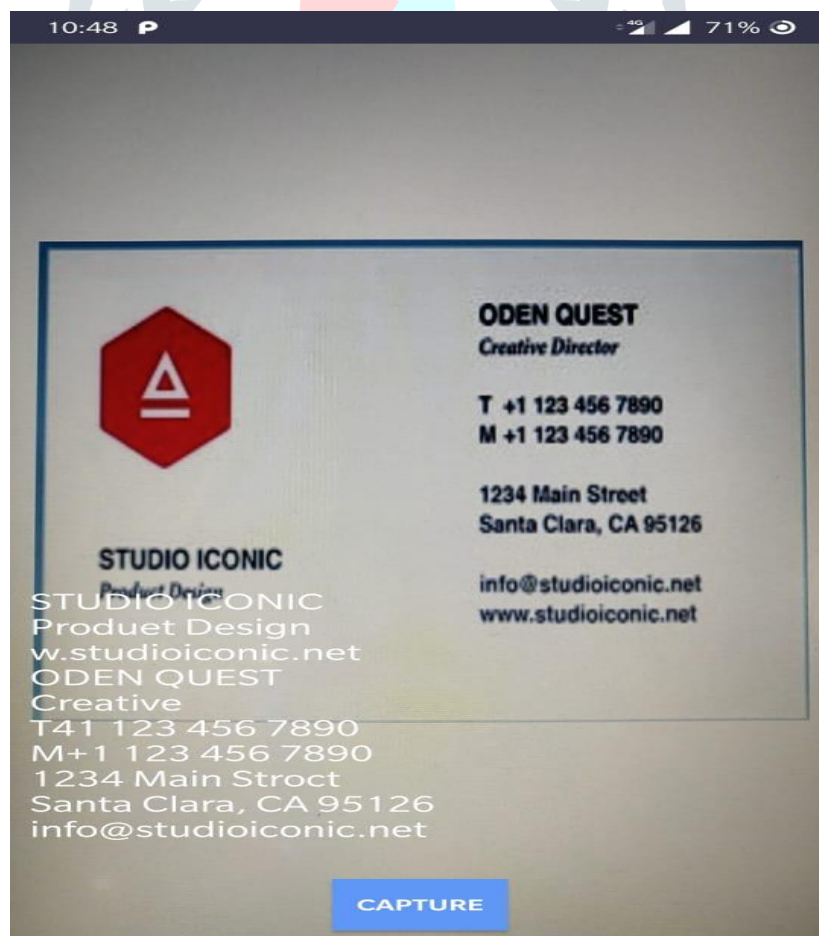 10:48 P 4G 71%
ODEN QUEST
Creative Director
T +1 123 456 7890
M +1 123 456 7890
1234 Main Street
Santa Clara, CA 95126
STUDIO ICONIC
Product Design
info@studioiconic.net
www.studioiconic.net
STUDIO ICONIC
Produet Design
w.studioiconic.net
ODEN QUEST
Creative
T41 123 456 7890
M+1 123 456 7890
1234 Main Stroct
Santa Clara, CA 95126
info@studioiconic.net
CAPTURE